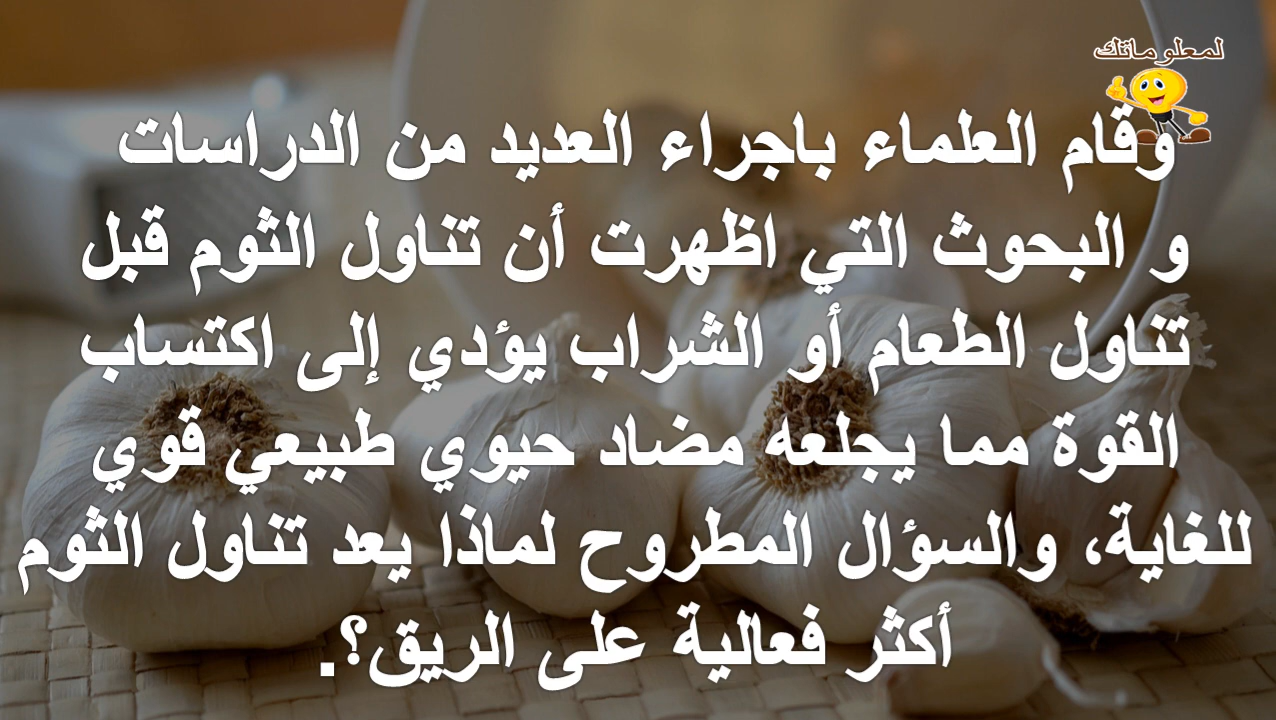 لمعلوماتك
وقام العلماء باجراء العديد من الدراسات
و البحوث التي اظهرت أن تناول الثوم قبل
تناول الطعام أو الشراب يؤدي إلى اكتساب
القوة مما يجلعه مضاد حيوي طبيعي قوي
للغاية، والسؤال المطروح لماذا يعد تناول الثوم
أكثر فعالية على الريق؟.